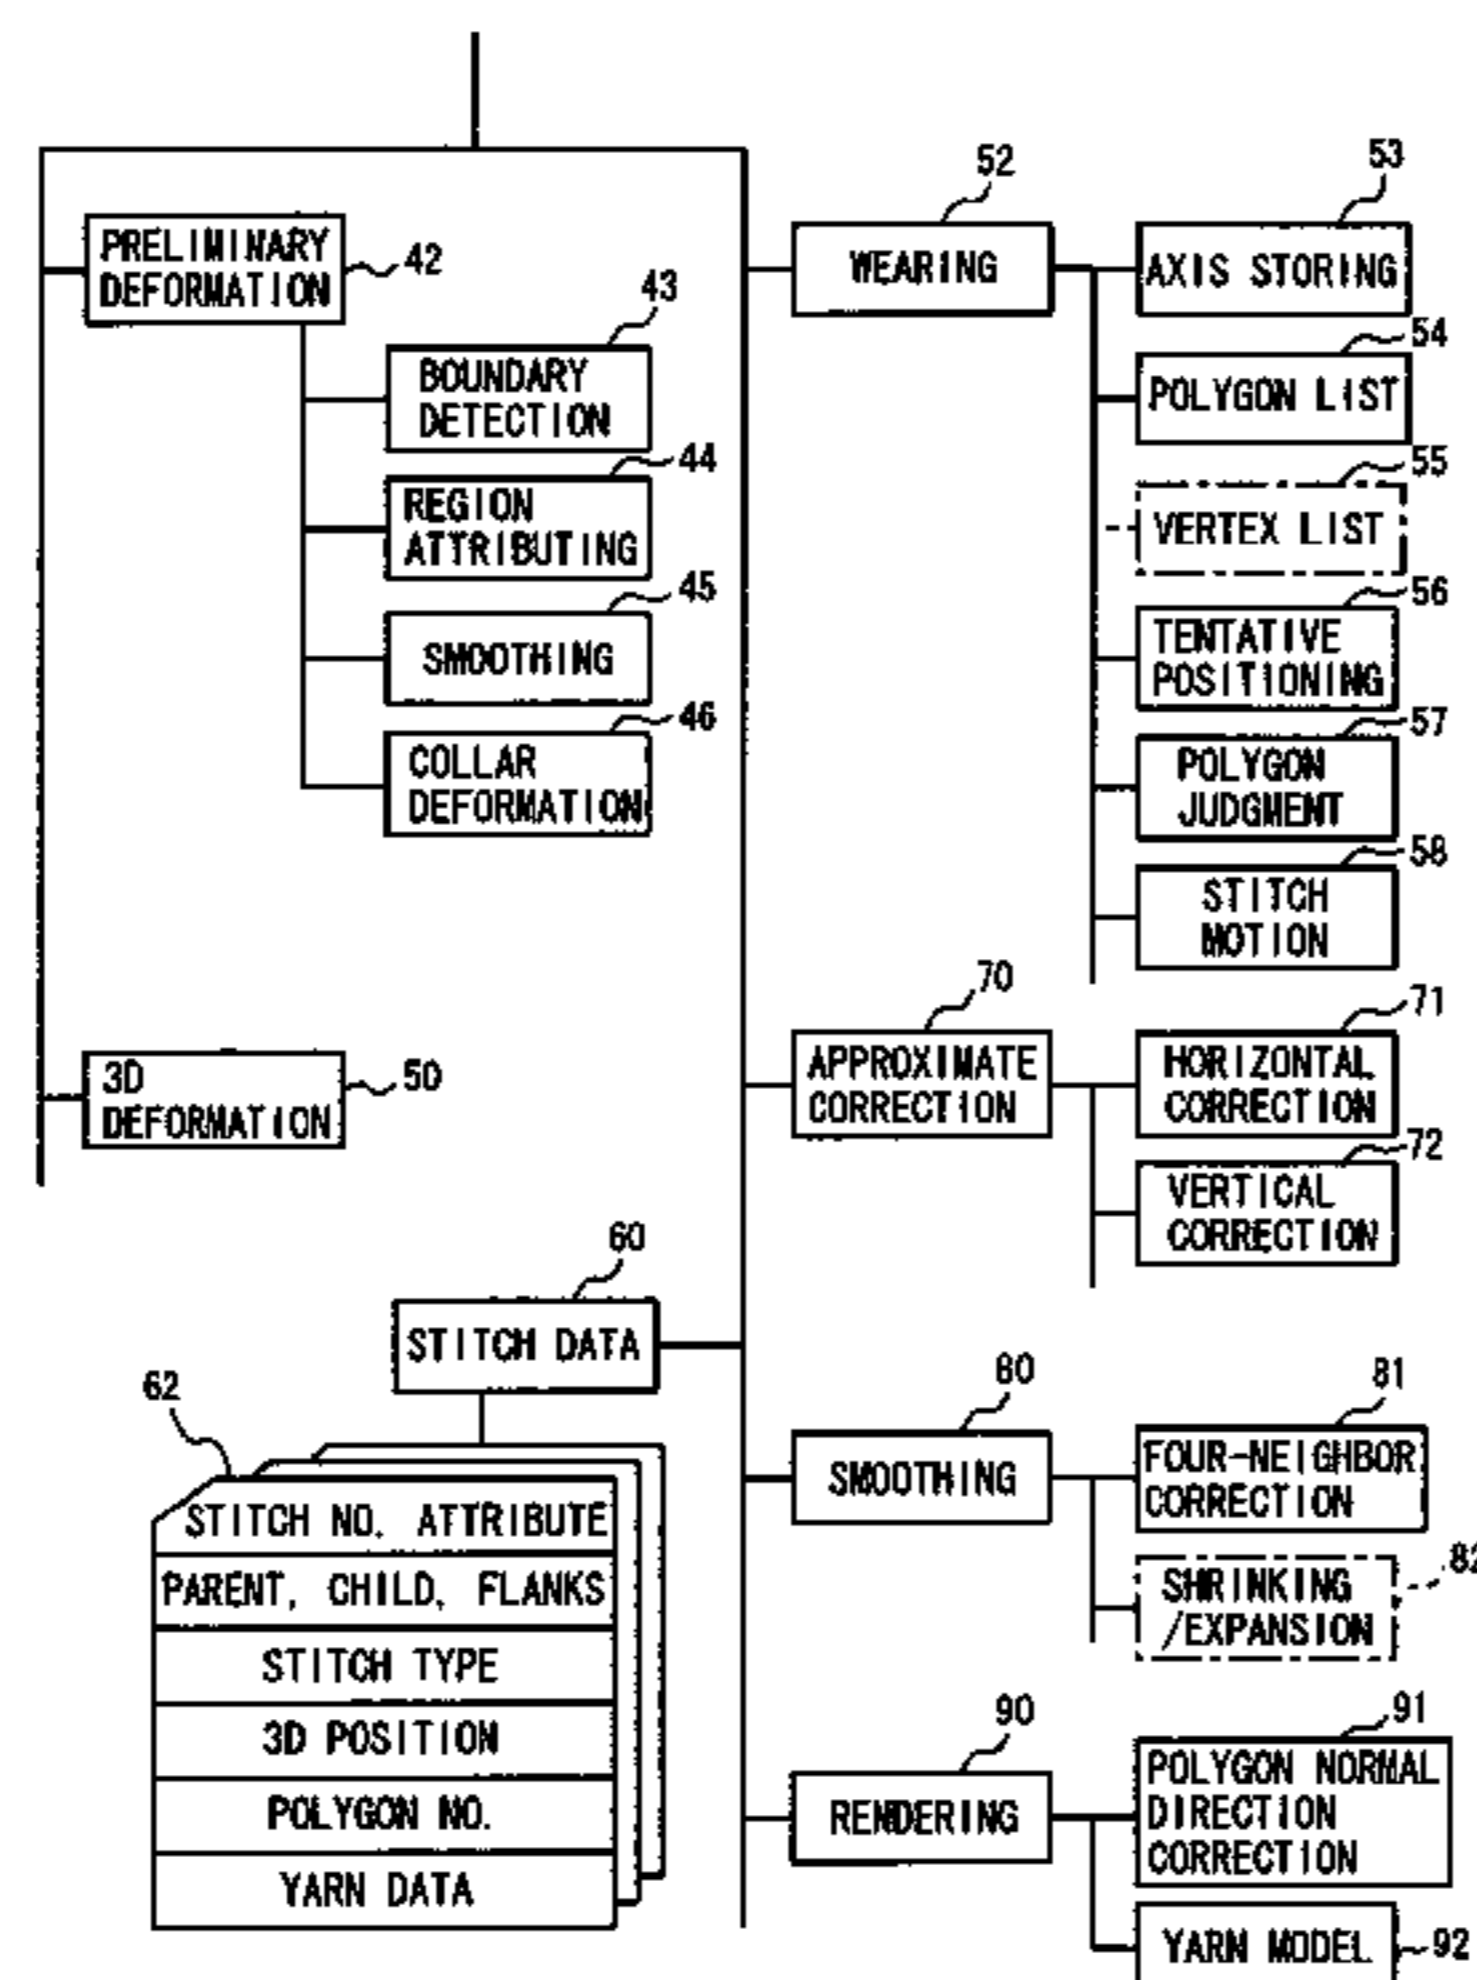 PRELIMINARY
DEFORMATION
42
BOUNDARY
DETECTION
43
REGION
ATTRIBUTING
44
SMOOTHING
45
COLLAR
DEFORMATION
46
3D
DEFORMATION
50
WEARING
52
AXIS STORING
53
POLYGON LIST
54
VERTEX LIST
55
TENTATIVE
POSITIONING
56
POLYGON
JUDGMENT
57
STITCH
MOTION
58
STITCH DATA
60
62
STITCH NO. ATTRIBUTE
PARENT, CHILD, FLANKS
STITCH TYPE
3D POSITION
POLYGON NO.
YARN DATA
APPROXIMATE
CORRECTION
70
HORIZONTAL
CORRECTION
71
VERTICAL
CORRECTION
72
SMOOTHING
80
FOUR-NEIGHBOR
CORRECTION
81
SHRINKING
/EXPANSION
82
RENDERING
90
POLYGON NORMAL
DIRECTION
CORRECTION
91
YARN MODEL
92